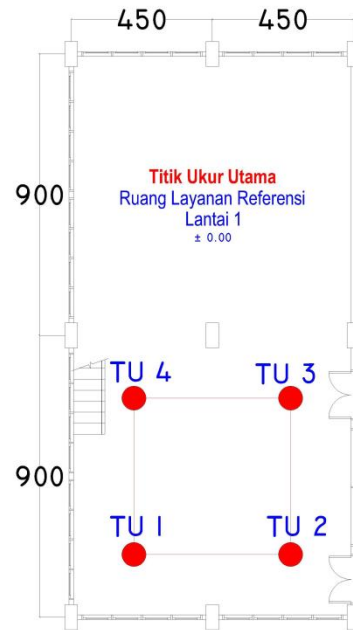 450 450
900
Titik Ukur Utama
Ruang Layanan Referensi
Lantai 1
± 0.00
TU 4 TU 3
900
TU 1 TU 2